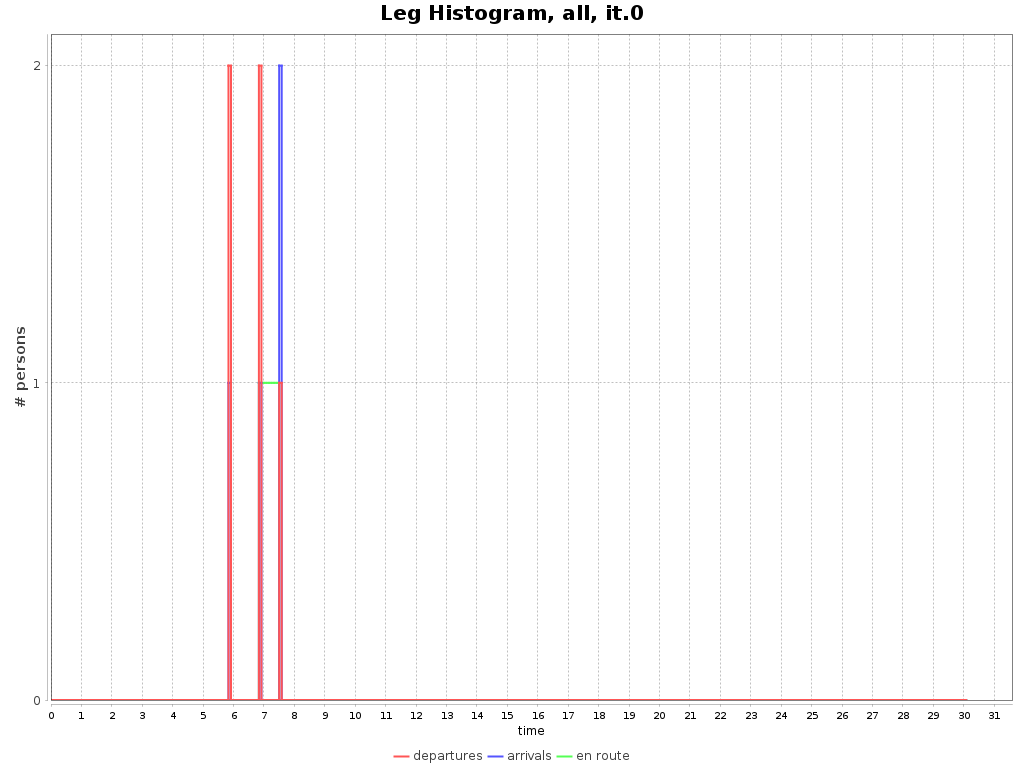 Leg Histogram, all, it.0
# persons
2
1
0
0 1 2 3 4 5 6 7 8 9 10 11 12 13 14 15 16 17 18 19 20 21 22 23 24 25 26 27 28 29 30 31
time
departures arrivals en route